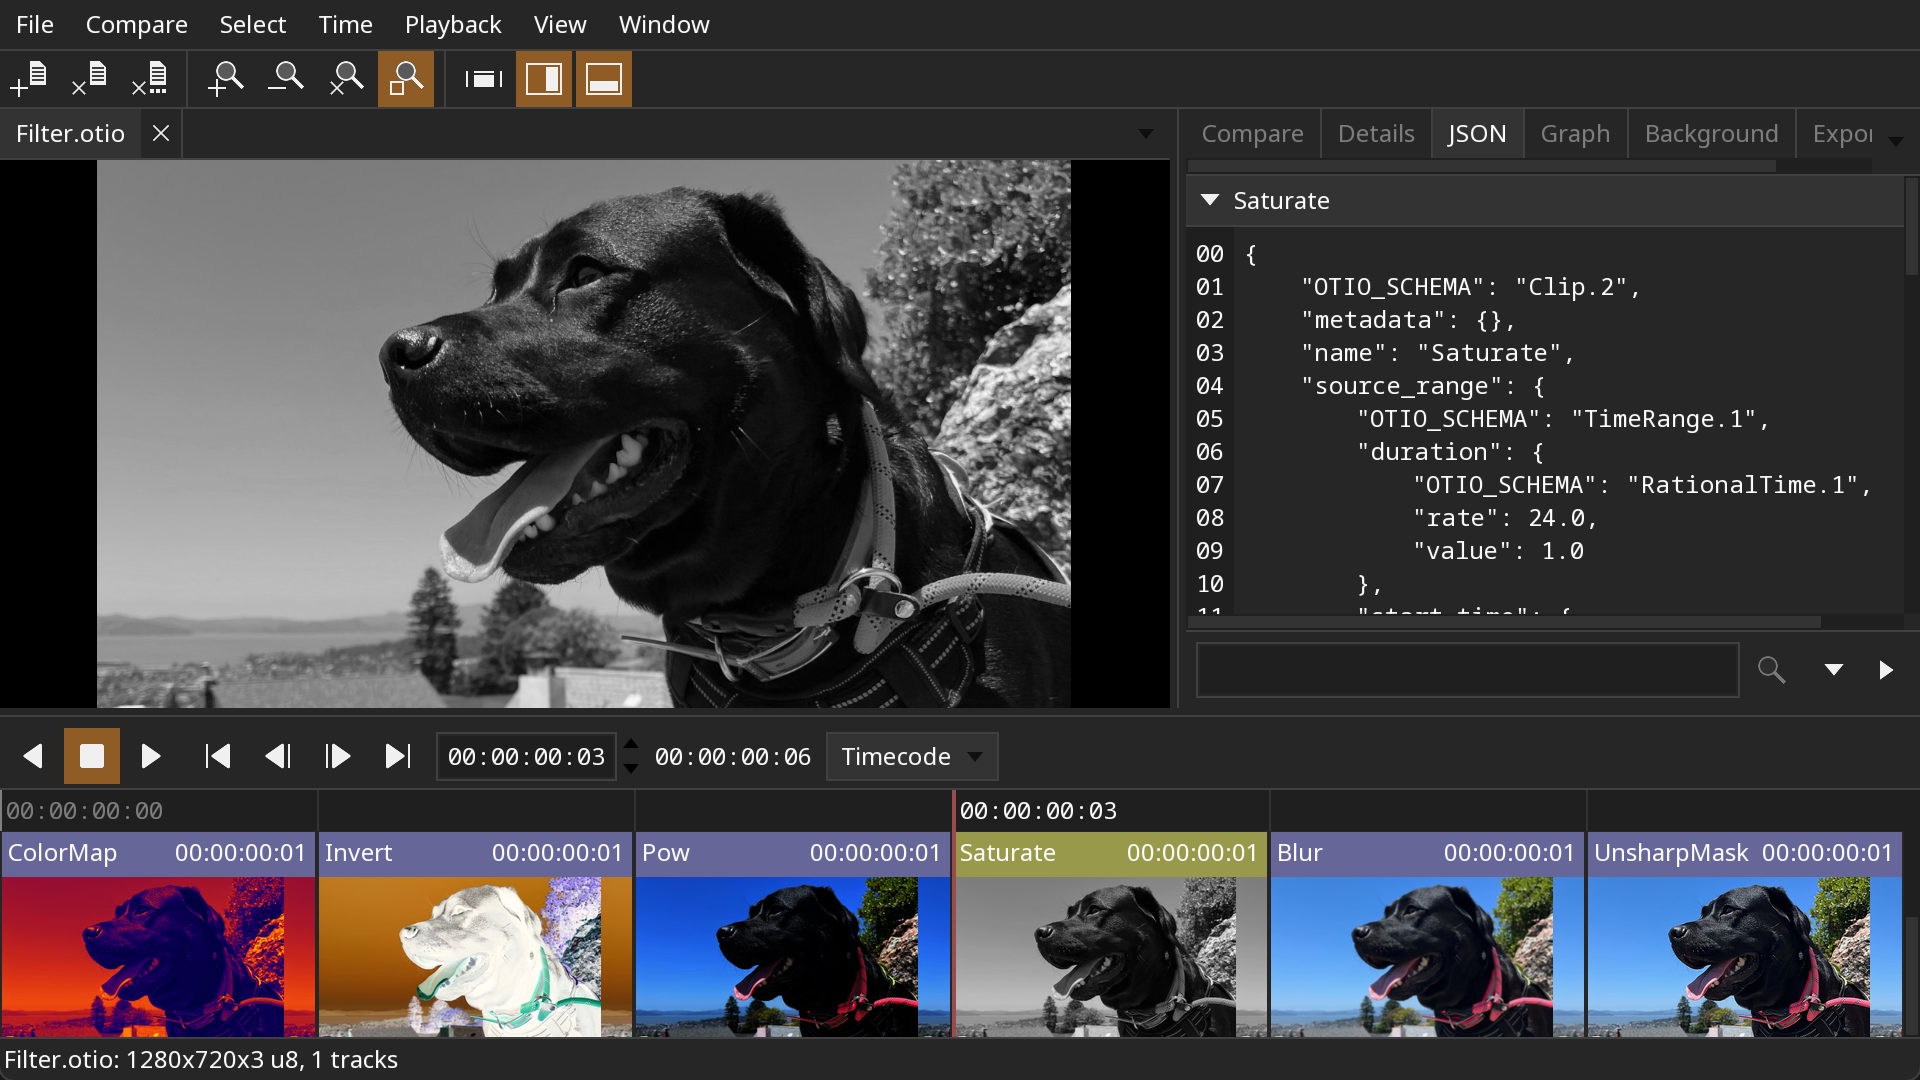 File Compare Select Time Playback View Window
Filter.otio
Compare Details JSON Graph Background Expor
Saturate
00 {
01 "OTIO_SCHEMA": "Clip.2",
02 "metadata": {},
03 "name": "Saturate",
04 "source_range": {
05 "OTIO_SCHEMA": "TimeRange.1",
06 "duration": {
07 "OTIO_SCHEMA": "RationalTime.1",
08 "rate": 24.0,
09 "value": 1.0
10 },
11 "start_time": {
00:00:00:03 00:00:00:06 Timecode
00:00:00:00 00:00:00:03
ColorMap 00:00:00:01 Invert 00:00:00:01 Pow 00:00:00:01 Saturate 00:00:00:01 Blur 00:00:00:01 UnsharpMask 00:00:00:01
Filter.otio: 1280x720x3 u8, 1 tracks